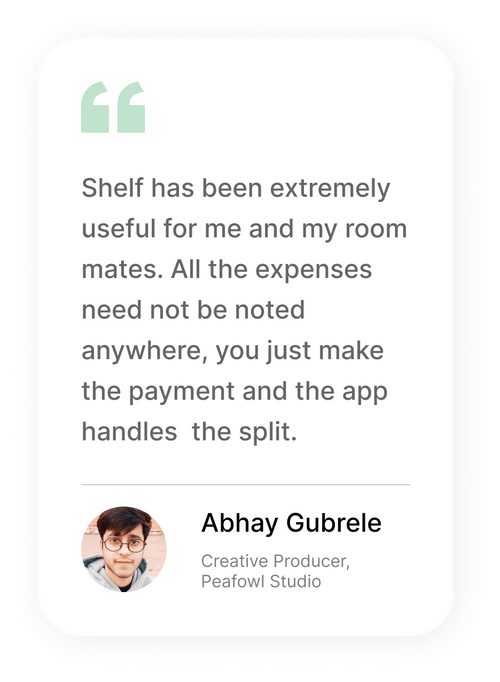 Shelf has been extremely
useful for me and my room
mates. All the expenses
need not be noted
anywhere, you just make
the payment and the app
handles  the split.
Abhay Gubrele
Creative Producer,
Peafowl Studio